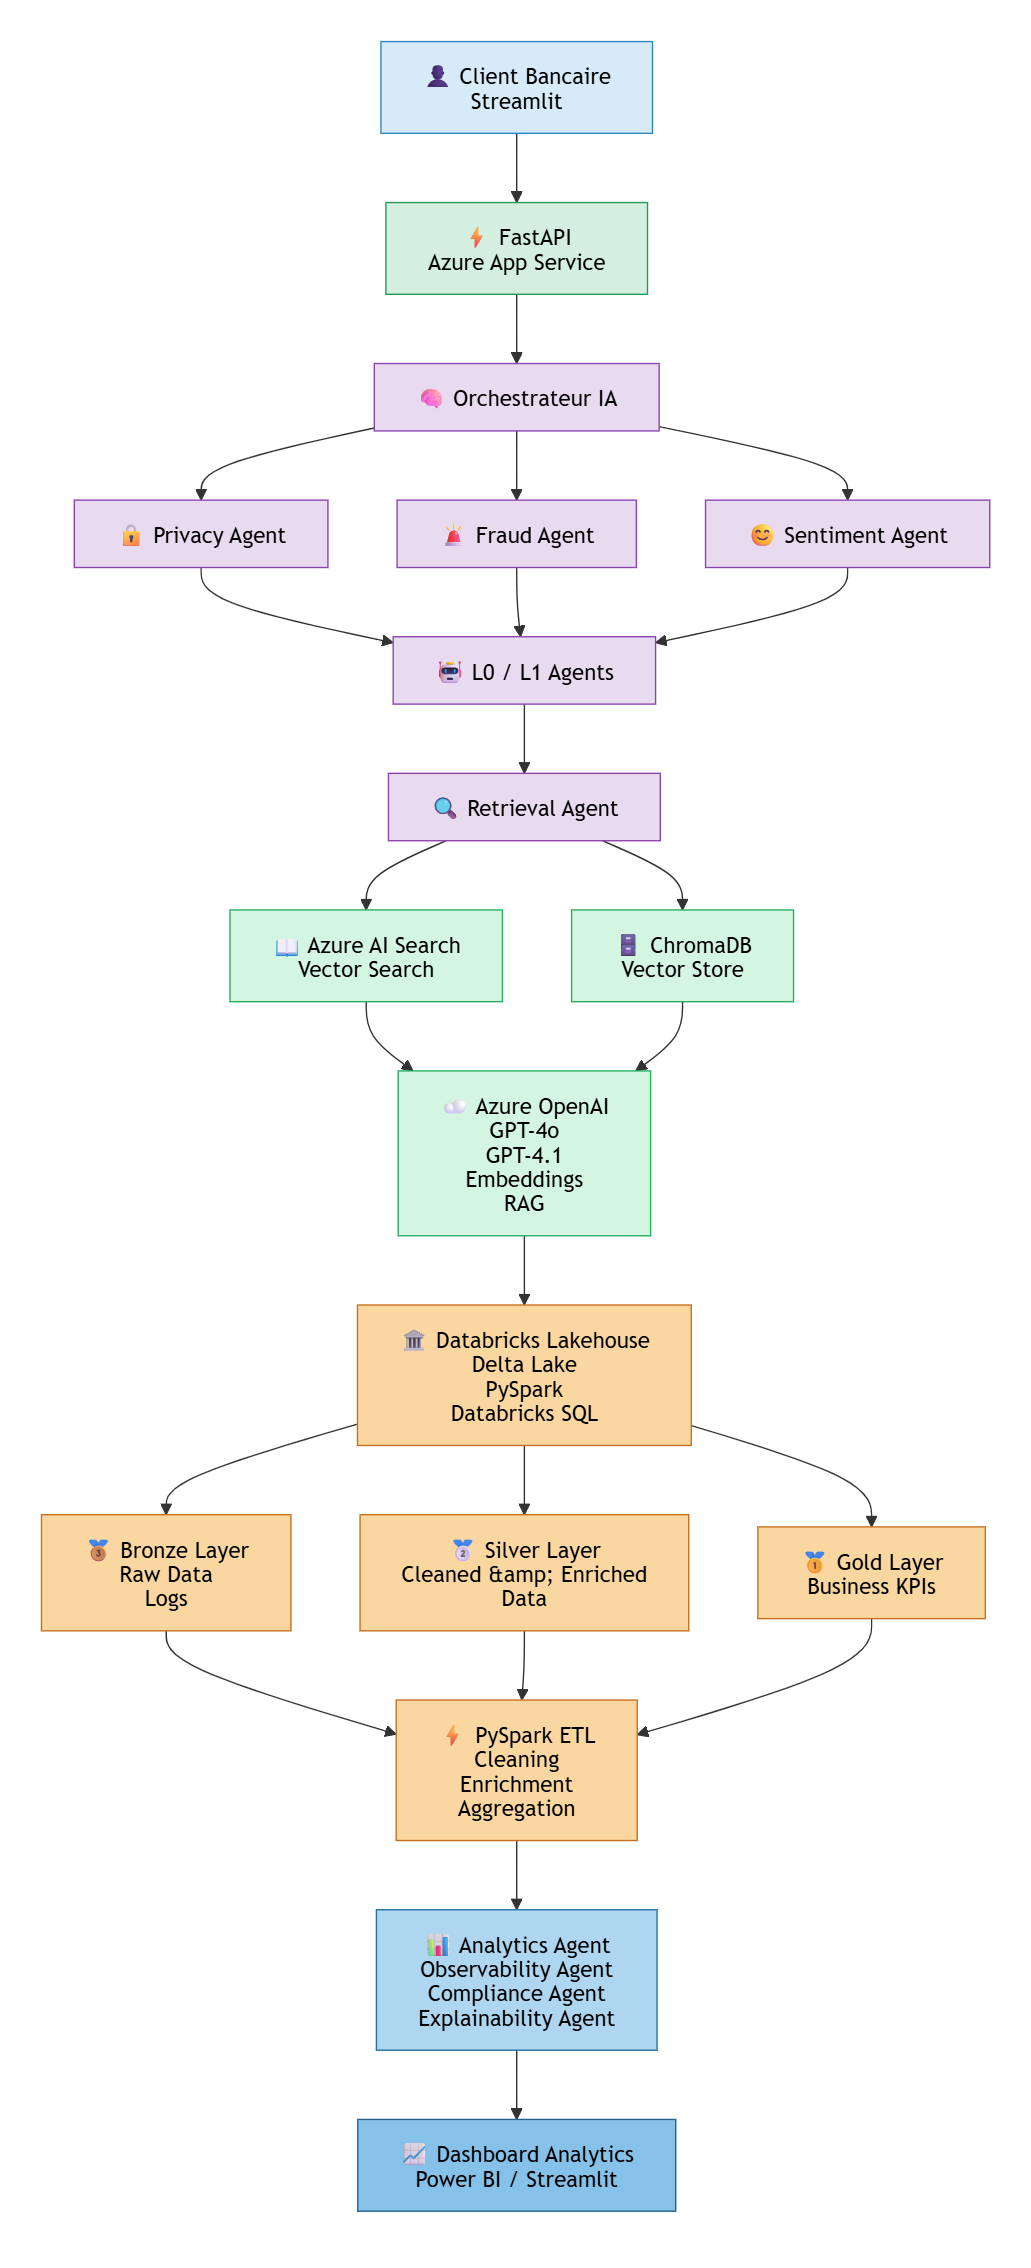 Client Bancaire
Streamlit
FastAPI
Azure App Service
Orchestrateur IA
Privacy Agent
Fraud Agent
Sentiment Agent
L0 / L1 Agents
Retrieval Agent
Azure AI Search
Vector Search
ChromaDB
Vector Store
Azure OpenAI
GPT-4o
GPT-4.1
Embeddings
RAG
Databricks Lakehouse
Delta Lake
PySpark
Databricks SQL
Bronze Layer
Raw Data
Logs
Silver Layer
Cleaned &amp; Enriched
Data
Gold Layer
Business KPIs
PySpark ETL
Cleaning
Enrichment
Aggregation
Analytics Agent
Observability Agent
Compliance Agent
Explainability Agent
Dashboard Analytics
Power BI / Streamlit